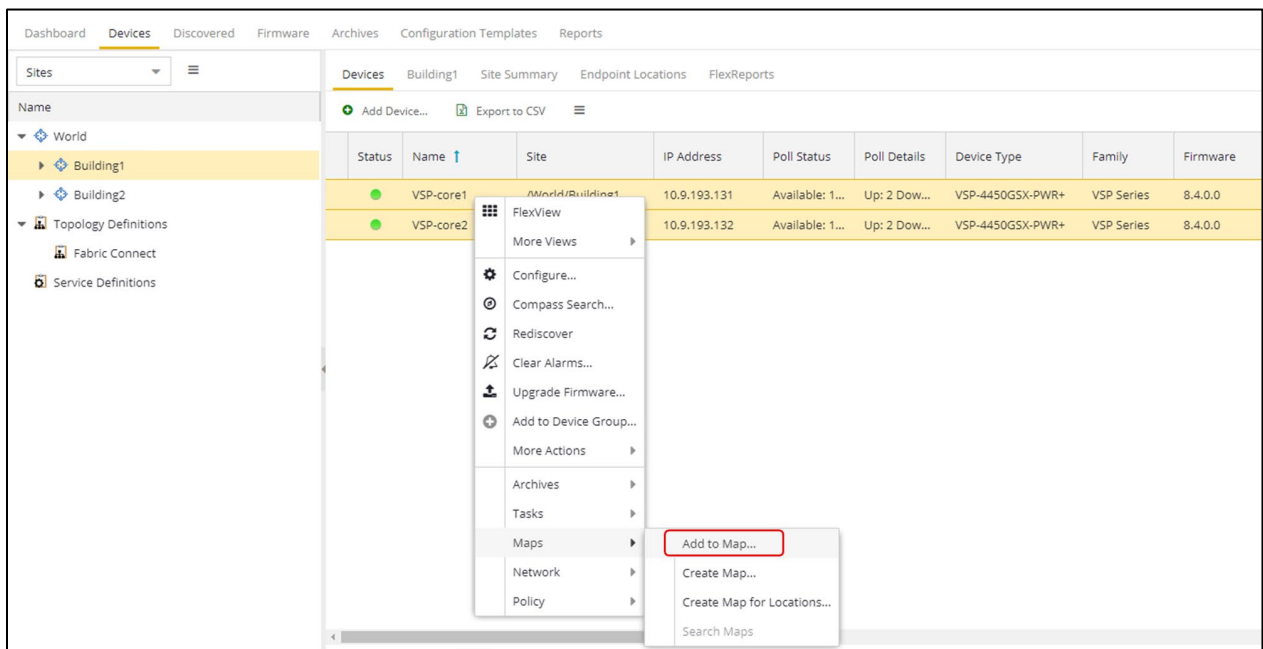 Dashboard Devices Discovered Firmware Archives Configuration Templates Reports
Sites
Devices Building1 Site Summary Endpoint Locations FlexReports
Name
Add Device... Export to CSV
World
Status Name Site IP Address Poll Status Poll Details Device Type Family Firmware
Building1
Building2
VSP-core1 /World/Building1 10.9.193.131 Available: 1... Up: 2 Dow... VSP-4450GSX-PWR+ VSP Series 8.4.0.0
VSP-core2 10.9.193.132 Available: 1... Up: 2 Dow... VSP-4450GSX-PWR+ VSP Series 8.4.0.0
Topology Definitions
Fabric Connect
Service Definitions
FlexView
More Views
Configure...
Compass Search...
Rediscover
Clear Alarms...
Upgrade Firmware...
Add to Device Group...
More Actions
Archives
Tasks
Maps
Network
Policy
Add to Map...
Create Map...
Create Map for Locations...
Search Maps